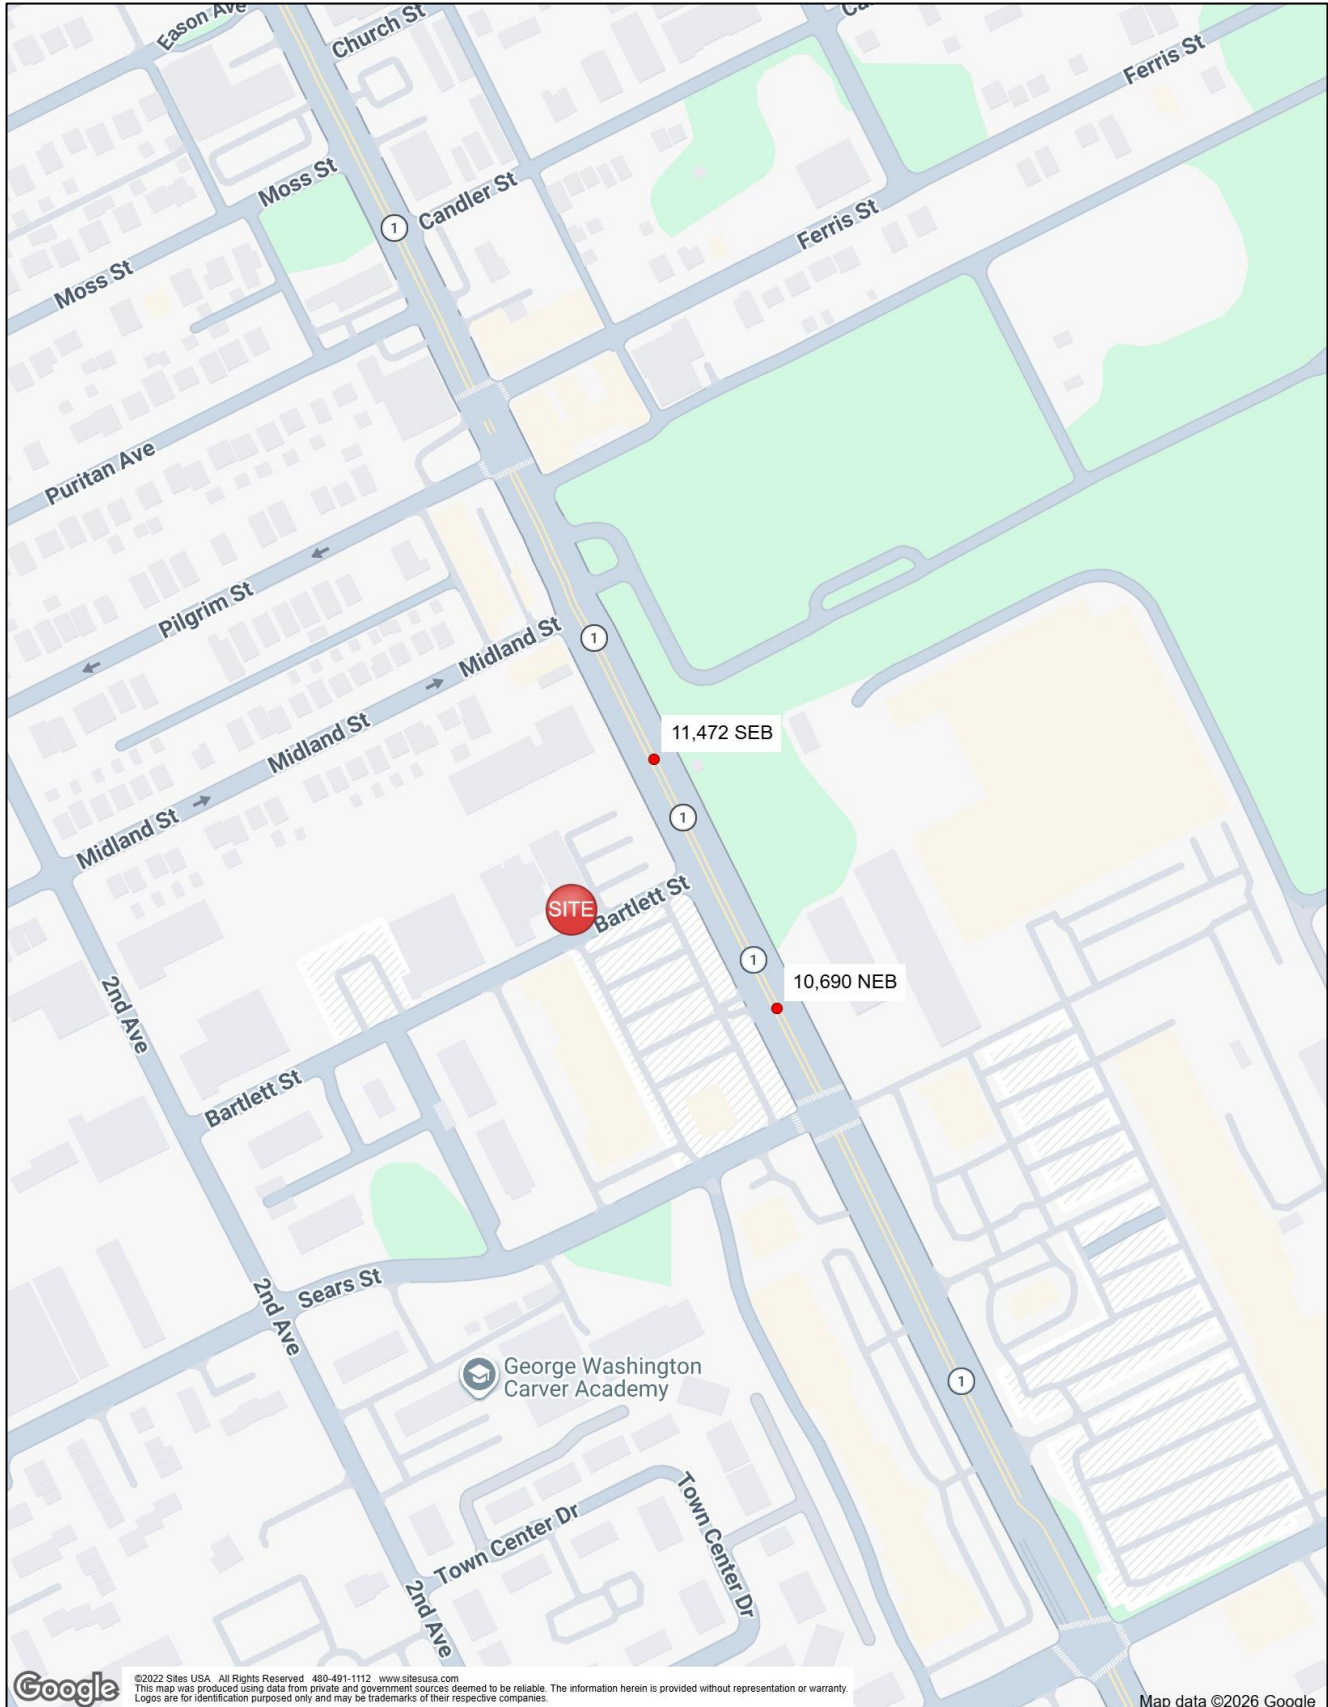 Eason Ave
Church St
Ferris St
Moss St
Candler St
1
Ferris St
Moss St
Puritan Ave
Pilgrim St
Midland St
1
Midland St
11,472 SEB
1
Midland St
SITE
Bartlett St
1
10,690 NEB
2nd Ave
Bartlett St
Sears St
2nd Ave
George Washington
Carver Academy
1
Town Center Dr
Town Center Dr
2nd Ave
Google
©2022 Sites USA All Rights Reserved 480-491-1112 www.sitesusa.com
This map was produced using data from private and government sources deemed to be reliable. The information herein is provided without representation or warranty.
Logos are for identification purposed only and may be trademarks of their respective companies.
Map data ©2026 Google